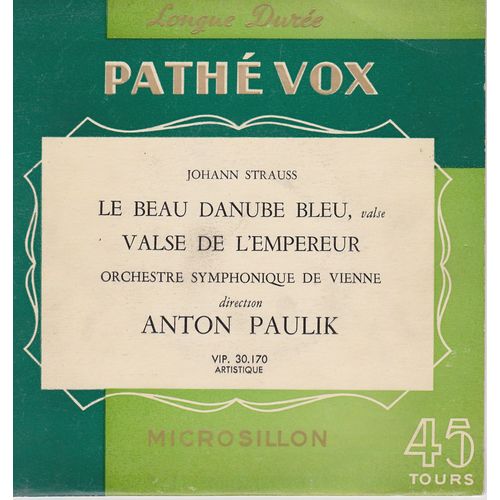 Longue Durée
PATHÉ VOX
JOHANN STRAUSS
LE BEAU DANUBE BLEU, valse
VALSE DE L'EMPEREUR
ORCHESTRE SYMPHONIQUE DE VIENNE
direction
ANTON PAULIK
VIP. 30.170
ARTISTIQUE
MICROSILLON
45
TOURS